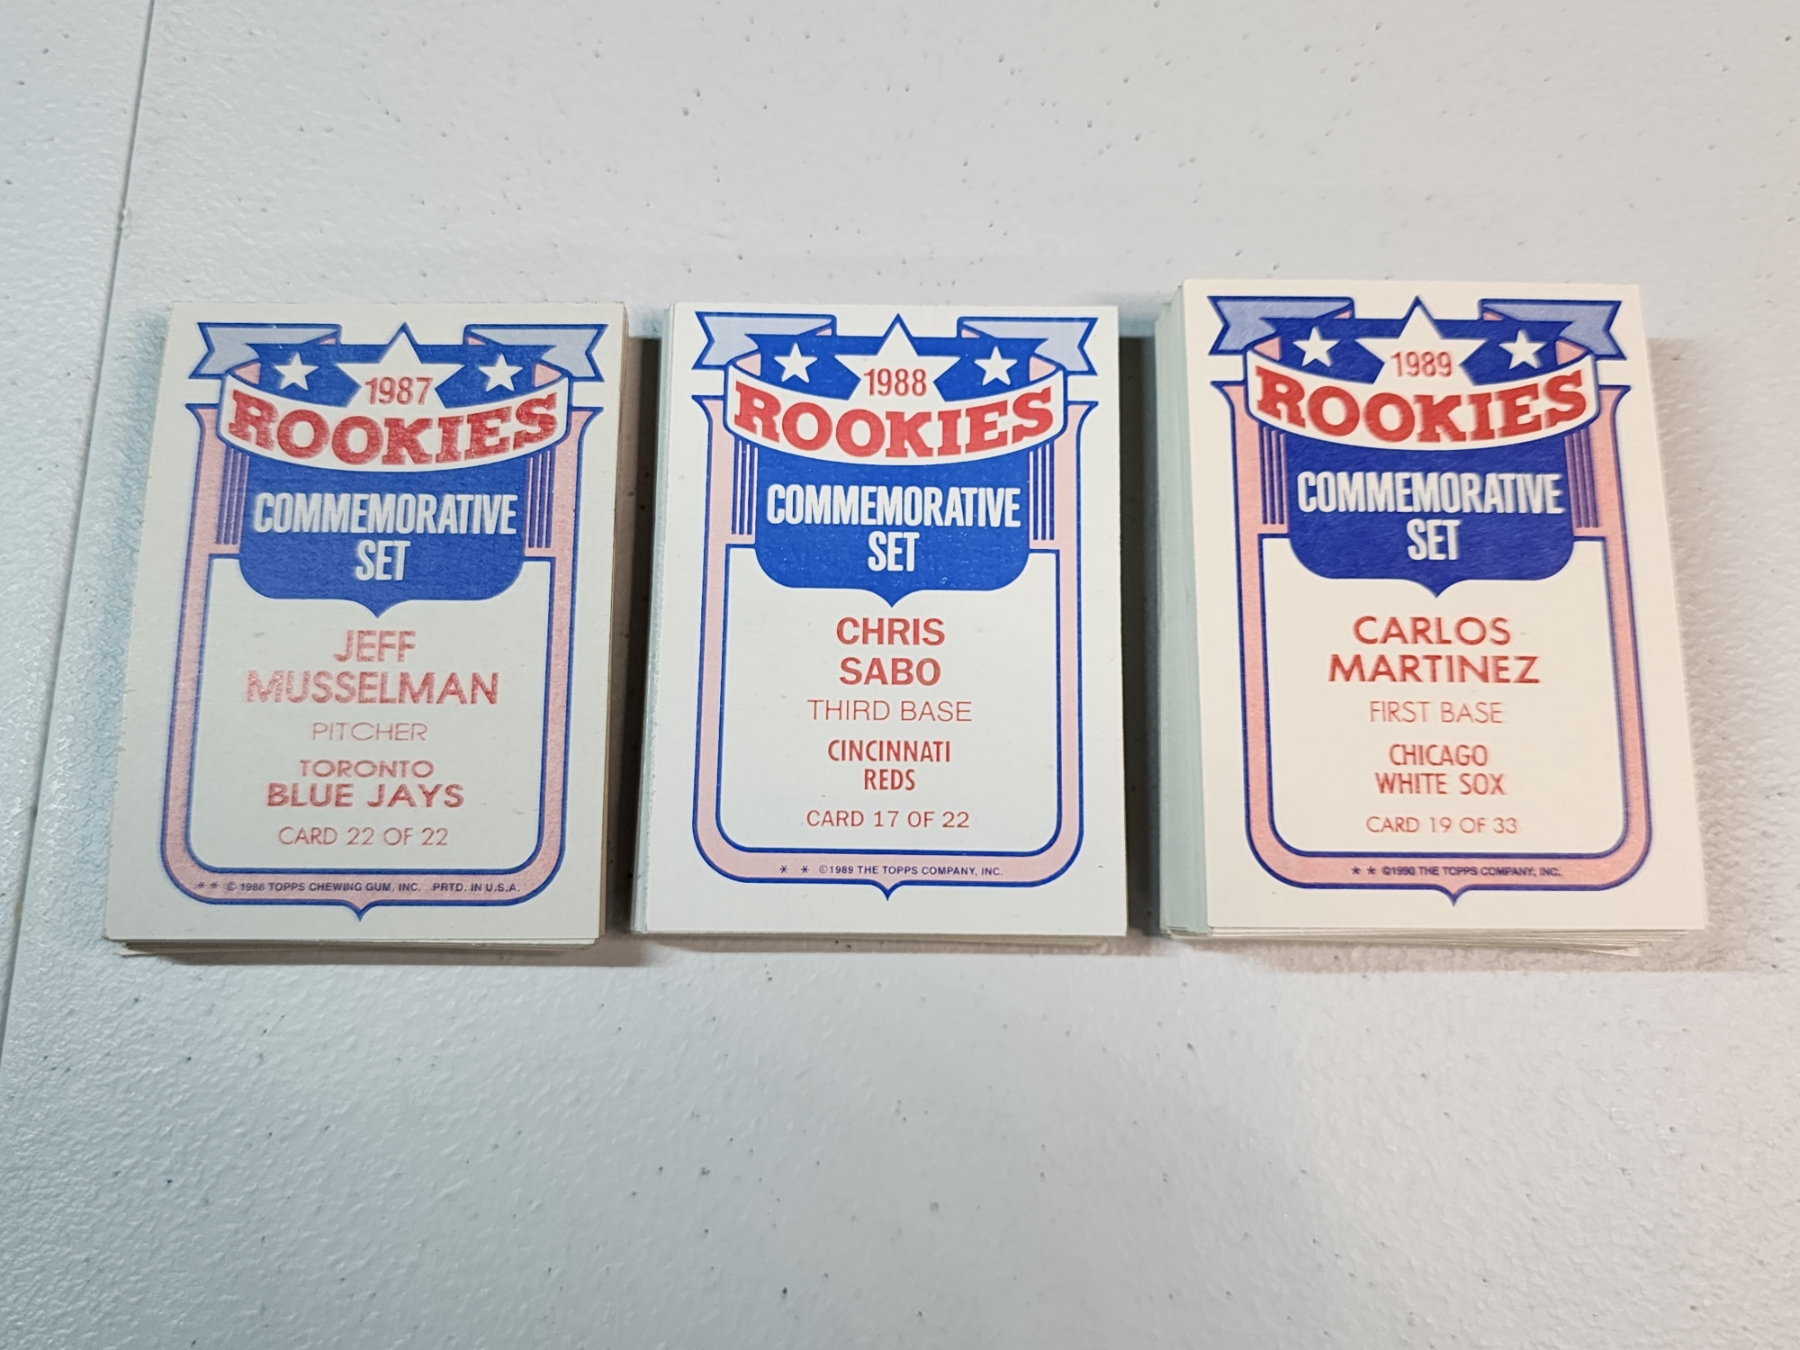 1987
ROOKIES
COMMEMORATIVE
SET
JEFF
MUSSELMAN
PITCHER
TORONTO
BLUE JAYS
CARD 22 OF 22
* * © 1988 TOPPS CHEWING GUM, INC. PRTD. IN U.S.A.
1988
ROOKIES
COMMEMORATIVE
SET
CHRIS
SABO
THIRD BASE
CINCINNATI
REDS
CARD 17 OF 22
* * ©1989 THE TOPPS COMPANY, INC.
1989
ROOKIES
COMMEMORATIVE
SET
CARLOS
MARTINEZ
FIRST BASE
CHICAGO
WHITE SOX
CARD 19 OF 33
* * ©1990 THE TOPPS COMPANY, INC.